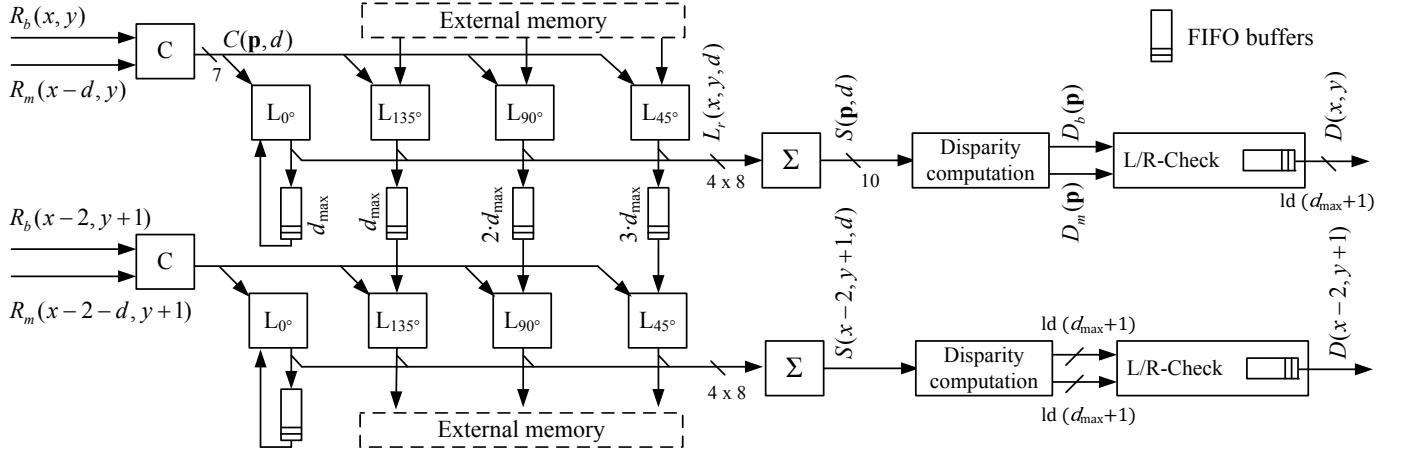 R_b(x, y)
R_m(x−d, y)
C
7
C(p, d)
External memory
L_0°
L_135°
L_90°
L_45°
L_r(x, y, d)
4 x 8
Σ
S(p, d)
10
Disparity
computation
D_b(p)
D_m(p)
L/R-Check
D(x, y)
ld (d_max+1)
FIFO buffers
d_max
d_max
2·d_max
3·d_max
R_b(x−2, y+1)
R_m(x−2−d, y+1)
C
L_0°
L_135°
L_90°
L_45°
4 x 8
Σ
S(x−2, y+1, d)
Disparity
computation
ld (d_max+1)
ld (d_max+1)
L/R-Check
D(x−2, y+1)
External memory